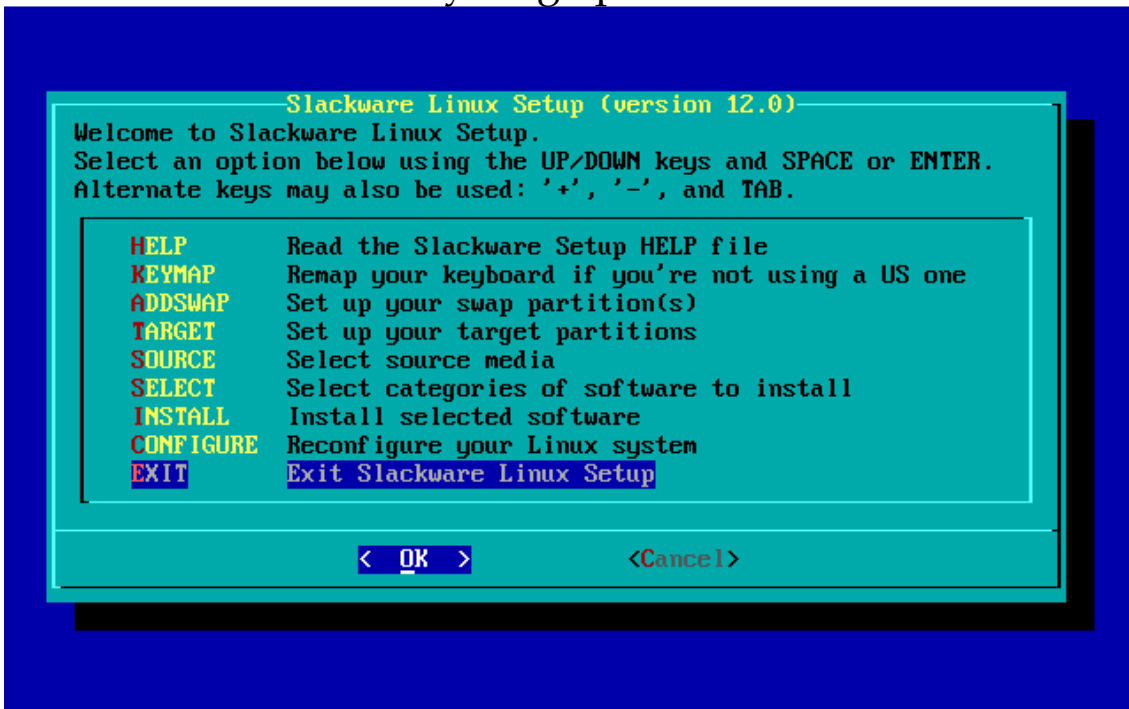 Slackware Linux Setup (version 12.0)
Welcome to Slackware Linux Setup.
Select an option below using the UP/DOWN keys and SPACE or ENTER.
Alternate keys may also be used: '+', '-', and TAB.
HELP Read the Slackware Setup HELP file
KEYMAP Remap your keyboard if you're not using a US one
ADDSWAP Set up your swap partition(s)
TARGET Set up your target partitions
SOURCE Select source media
SELECT Select categories of software to install
INSTALL Install selected software
CONFIGURE Reconfigure your Linux system
EXIT Exit Slackware Linux Setup
< OK > <Cancel>